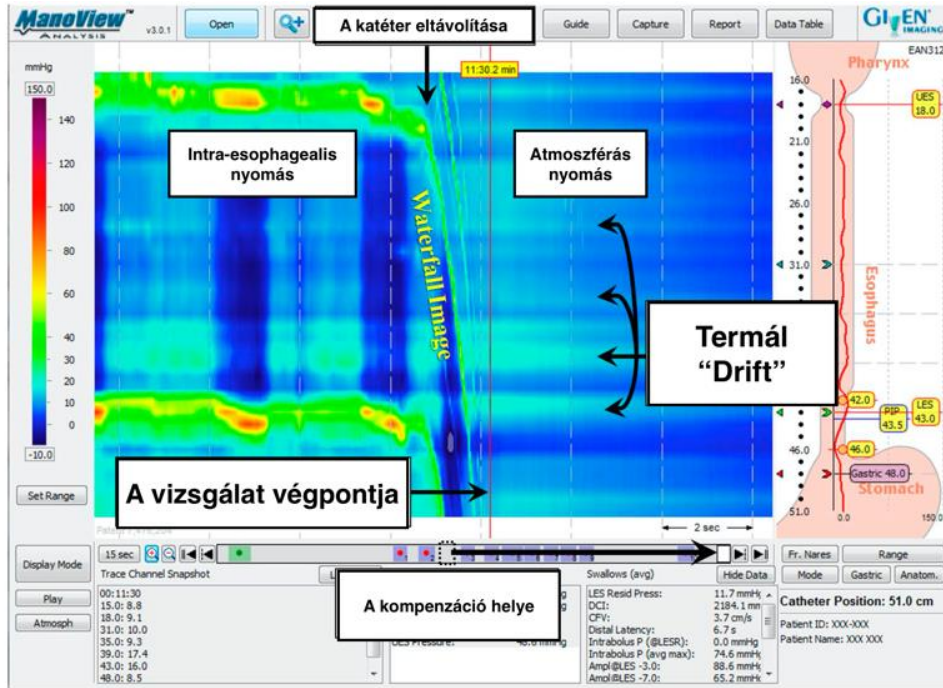 ManoView
ANALYSIS
v3.0.1
Open
A katéter eltávolítása
Guide
Capture
Report
Data Table
GIVEN
IMAGING
EAN312
mmHg
150.0
140
120
100
80
60
40
30
20
10
0
-10.0
Set Range
11:30.2 min
Intra-esophagealis
nyomás
Atmoszférás
nyomás
Waterfall Image
Termál
“Drift”
A vizsgálat végpontja
2 sec
Pharynx
16.0
UES
18.0
21.0
26.0
31.0
Esophagus
42.0
LES
43.0
PIP
43.5
46.0
46.0
Gastric 48.0
Stomach
51.0
0.0
150.0
Display Mode
Play
Atmosph
15 sec
Fr. Nares
Range
Mode
Gastric
Anatom.
Trace Channel Snapshot
00:11:30
15.0: 8.8
18.0: 9.1
31.0: 10.0
35.0: 9.3
39.0: 17.4
43.0: 16.0
48.0: 8.5
A kompenzáció helye
Swallows (avg)
Hide Data
LES Resid Press: 11.7 mmHg
DCI: 2184.1 mm
CFV: 3.7 cm/s
Distal Latency: 6.7 s
Intrabolus P (@LESR): 0.0 mmHg
Intrabolus P (avg max): 74.6 mmHg
Ampl@LES -3.0: 88.6 mmHg
Ampl@LES -7.0: 65.2 mmHg
Catheter Position: 51.0 cm
Patient ID: XXX-XXX
Patient Name: XXX XXX